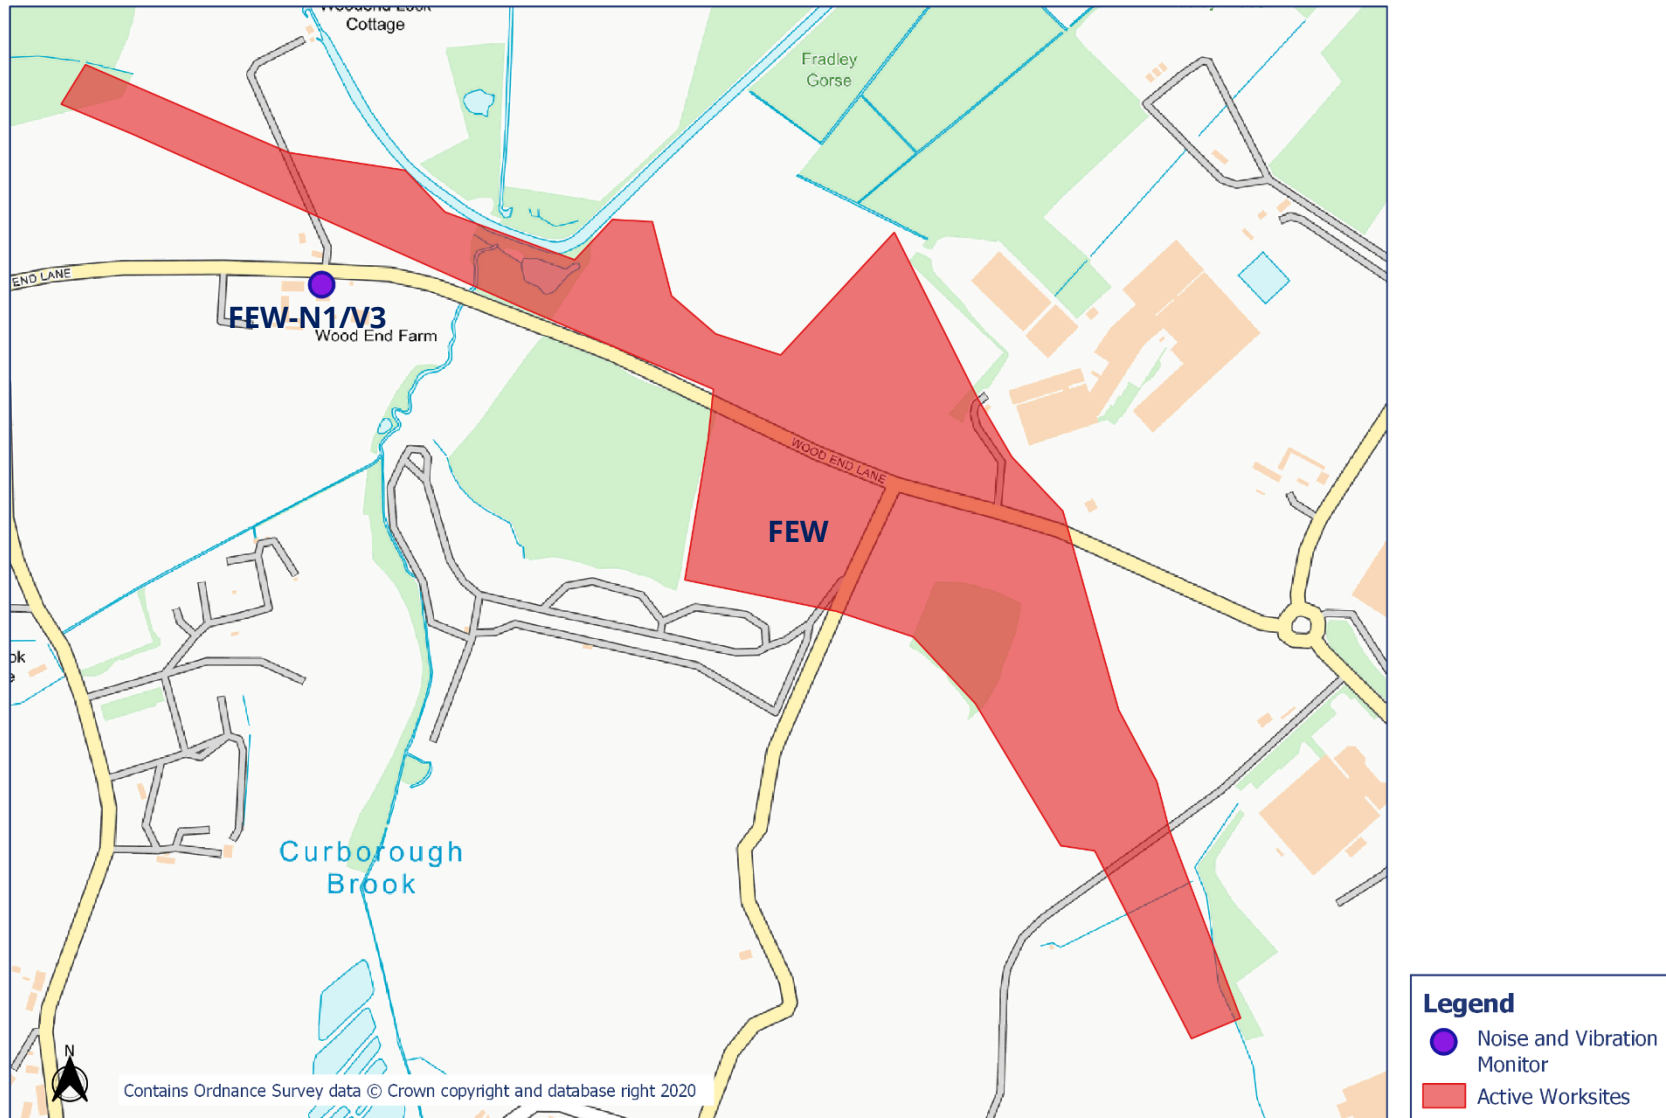 Cottage
Fradley
Gorse
END LANE
FEW-N1/V3
Wood End Farm
WOOD END LANE
FEW
Curborough
Brook
N
Contains Ordnance Survey data © Crown copyright and database right 2020
Legend
Noise and Vibration
Monitor
Active Worksites